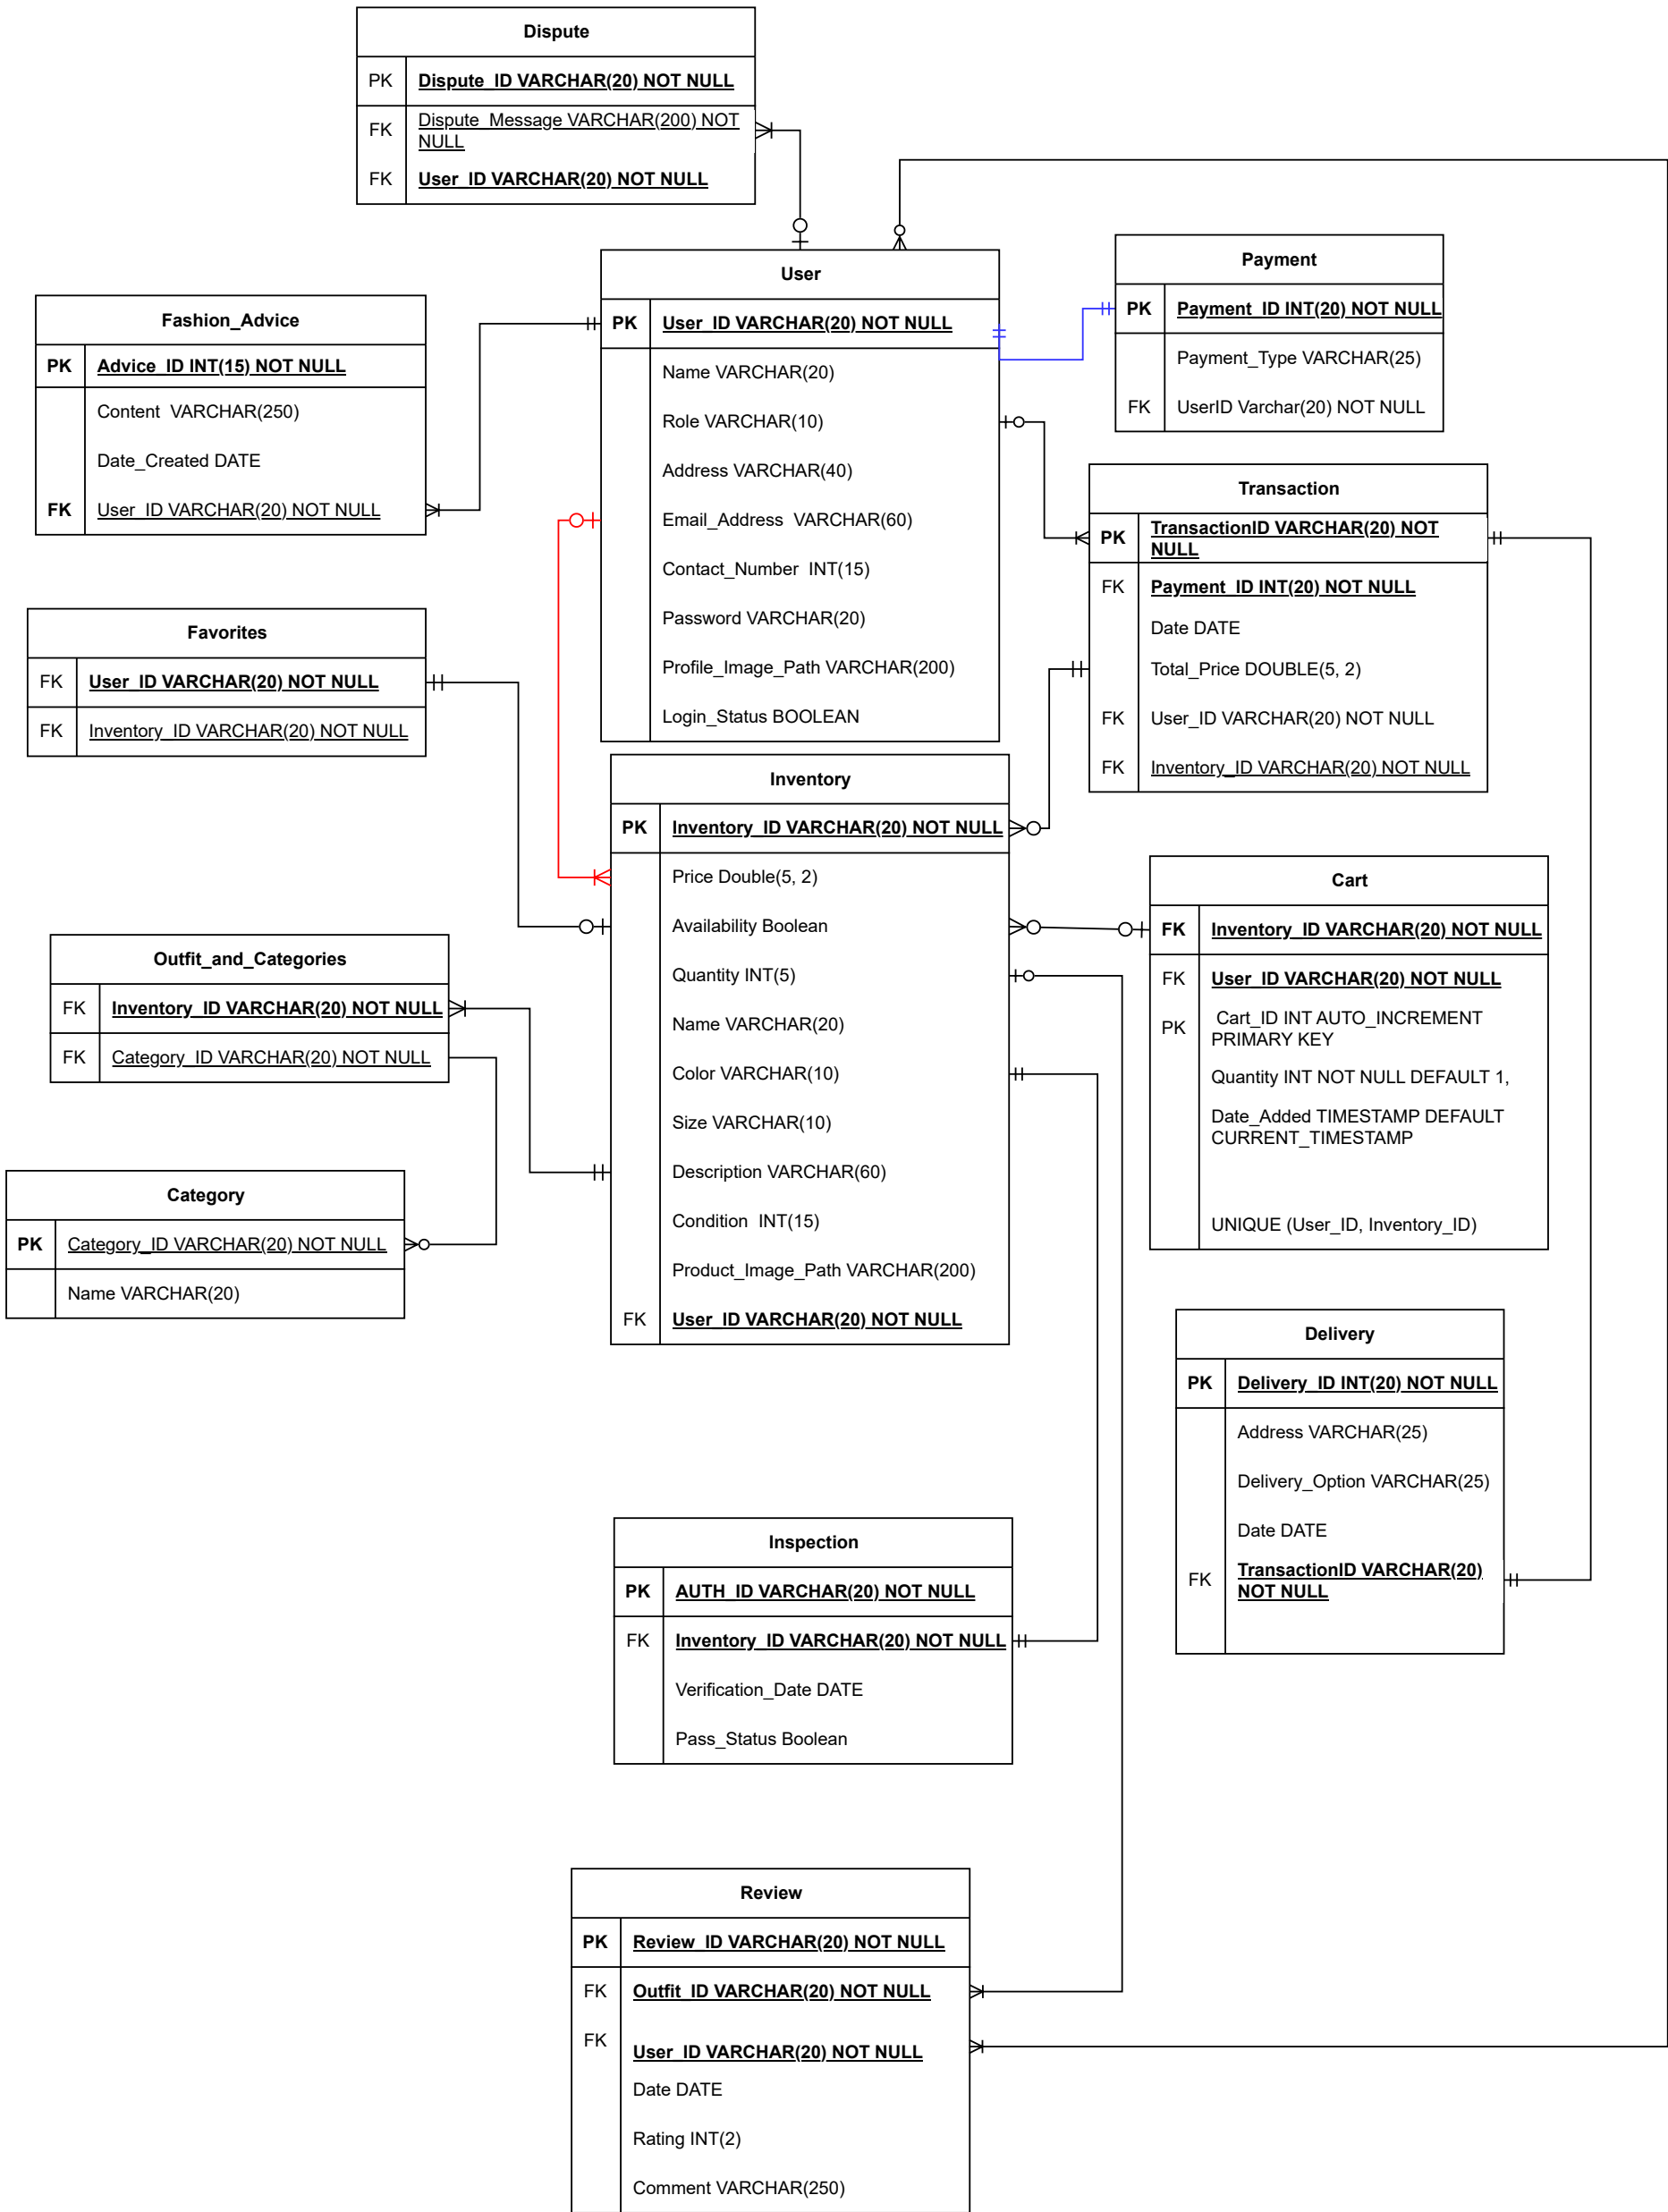 Dispute
PK
Dispute_ID VARCHAR(20) NOT NULL
FK
Dispute_Message VARCHAR(200) NOT
NULL
FK
User_ID VARCHAR(20) NOT NULL
User
PK
User_ID VARCHAR(20) NOT NULL
Name VARCHAR(20)
Role VARCHAR(10)
Address VARCHAR(40)
Email_Address  VARCHAR(60)
Contact_Number  INT(15)
Password VARCHAR(20)
Profile_Image_Path VARCHAR(200)
Login_Status BOOLEAN
Payment
PK
Payment_ID INT(20) NOT NULL
Payment_Type VARCHAR(25)
FK
UserID Varchar(20) NOT NULL
Fashion_Advice
PK
Advice_ID INT(15) NOT NULL
Content  VARCHAR(250)
Date_Created DATE
FK
User_ID VARCHAR(20) NOT NULL
Transaction
PK
TransactionID VARCHAR(20) NOT
NULL
FK
Payment_ID INT(20) NOT NULL
Date DATE
Total_Price DOUBLE(5, 2)
FK
User_ID VARCHAR(20) NOT NULL
FK
Inventory_ID VARCHAR(20) NOT NULL
Favorites
FK
User_ID VARCHAR(20) NOT NULL
FK
Inventory_ID VARCHAR(20) NOT NULL
Inventory
PK
Inventory_ID VARCHAR(20) NOT NULL
Price Double(5, 2)
Availability Boolean
Quantity INT(5)
Name VARCHAR(20)
Color VARCHAR(10)
Size VARCHAR(10)
Description VARCHAR(60)
Condition  INT(15)
Product_Image_Path VARCHAR(200)
FK
User_ID VARCHAR(20) NOT NULL
Cart
FK
Inventory_ID VARCHAR(20) NOT NULL
FK
User_ID VARCHAR(20) NOT NULL
PK
Cart_ID INT AUTO_INCREMENT
PRIMARY KEY
Quantity INT NOT NULL DEFAULT 1,
Date_Added TIMESTAMP DEFAULT
CURRENT_TIMESTAMP
UNIQUE (User_ID, Inventory_ID)
Outfit_and_Categories
FK
Inventory_ID VARCHAR(20) NOT NULL
FK
Category_ID VARCHAR(20) NOT NULL
Category
PK
Category_ID VARCHAR(20) NOT NULL
Name VARCHAR(20)
Delivery
PK
Delivery_ID INT(20) NOT NULL
Address VARCHAR(25)
Delivery_Option VARCHAR(25)
Date DATE
FK
TransactionID VARCHAR(20)
NOT NULL
Inspection
PK
AUTH_ID VARCHAR(20) NOT NULL
FK
Inventory_ID VARCHAR(20) NOT NULL
Verification_Date DATE
Pass_Status Boolean
Review
PK
Review_ID VARCHAR(20) NOT NULL
FK
Outfit_ID VARCHAR(20) NOT NULL
FK
User_ID VARCHAR(20) NOT NULL
Date DATE
Rating INT(2)
Comment VARCHAR(250)